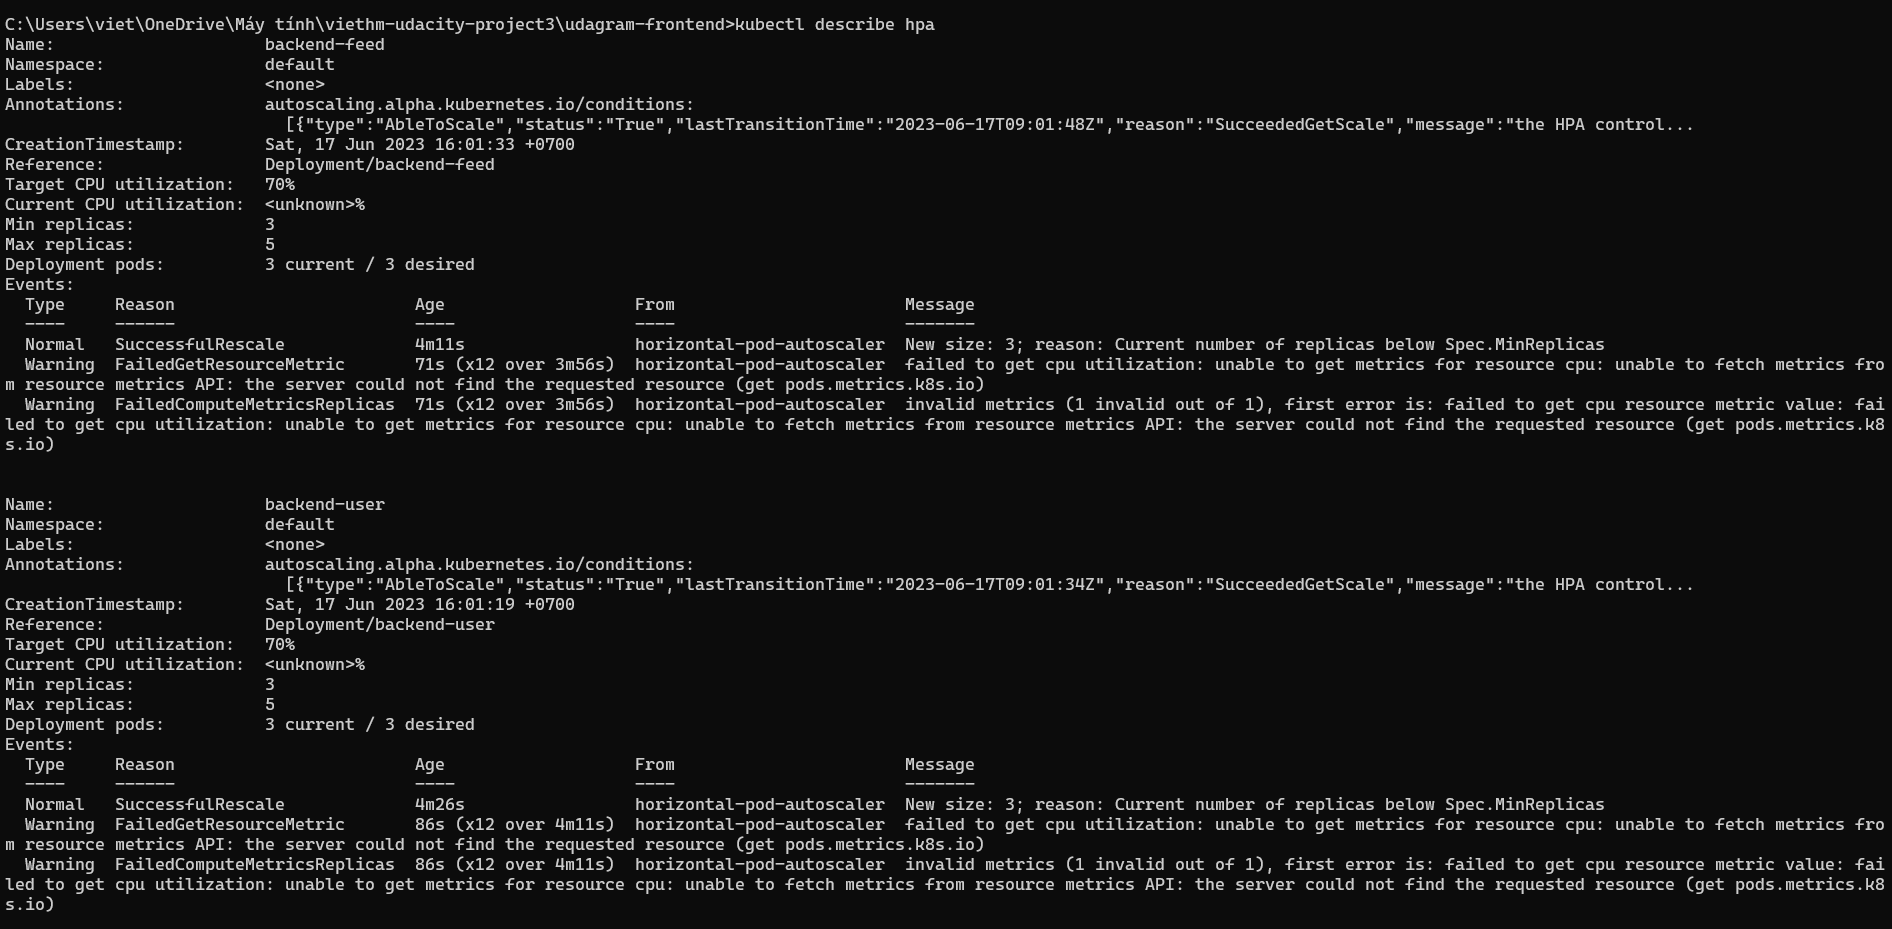 C:\Users\viet\OneDrive\Máy tính\viethm-udacity-project3\udagram-frontend>kubectl describe hpa
Name:                     backend-feed
Namespace:                default
Labels:                   <none>
Annotations:              autoscaling.alpha.kubernetes.io/conditions:
                            [{"type":"AbleToScale","status":"True","lastTransitionTime":"2023-06-17T09:01:48Z","reason":"SucceededGetScale","message":"the HPA control...
CreationTimestamp:        Sat, 17 Jun 2023 16:01:33 +0700
Reference:                Deployment/backend-feed
Target CPU utilization:   70%
Current CPU utilization:  <unknown>%
Min replicas:             3
Max replicas:             5
Deployment pods:          3 current / 3 desired
Events:
  Type     Reason                        Age                   From                       Message
  ----     ------                        ----                  ----                       -------
  Normal   SuccessfulRescale             4m11s                 horizontal-pod-autoscaler  New size: 3; reason: Current number of replicas below Spec.MinReplicas
  Warning  FailedGetResourceMetric       71s (x12 over 3m56s)  horizontal-pod-autoscaler  failed to get cpu utilization: unable to get metrics for resource cpu: unable to fetch metrics fro
m resource metrics API: the server could not find the requested resource (get pods.metrics.k8s.io)
  Warning  FailedComputeMetricsReplicas  71s (x12 over 3m56s)  horizontal-pod-autoscaler  invalid metrics (1 invalid out of 1), first error is: failed to get cpu resource metric value: fai
led to get cpu utilization: unable to get metrics for resource cpu: unable to fetch metrics from resource metrics API: the server could not find the requested resource (get pods.metrics.k8
s.io)
Name:                     backend-user
Namespace:                default
Labels:                   <none>
Annotations:              autoscaling.alpha.kubernetes.io/conditions:
                            [{"type":"AbleToScale","status":"True","lastTransitionTime":"2023-06-17T09:01:34Z","reason":"SucceededGetScale","message":"the HPA control...
CreationTimestamp:        Sat, 17 Jun 2023 16:01:19 +0700
Reference:                Deployment/backend-user
Target CPU utilization:   70%
Current CPU utilization:  <unknown>%
Min replicas:             3
Max replicas:             5
Deployment pods:          3 current / 3 desired
Events:
  Type     Reason                        Age                   From                       Message
  ----     ------                        ----                  ----                       -------
  Normal   SuccessfulRescale             4m26s                 horizontal-pod-autoscaler  New size: 3; reason: Current number of replicas below Spec.MinReplicas
  Warning  FailedGetResourceMetric       86s (x12 over 4m11s)  horizontal-pod-autoscaler  failed to get cpu utilization: unable to get metrics for resource cpu: unable to fetch metrics fro
m resource metrics API: the server could not find the requested resource (get pods.metrics.k8s.io)
  Warning  FailedComputeMetricsReplicas  86s (x12 over 4m11s)  horizontal-pod-autoscaler  invalid metrics (1 invalid out of 1), first error is: failed to get cpu resource metric value: fai
led to get cpu utilization: unable to get metrics for resource cpu: unable to fetch metrics from resource metrics API: the server could not find the requested resource (get pods.metrics.k8
s.io)